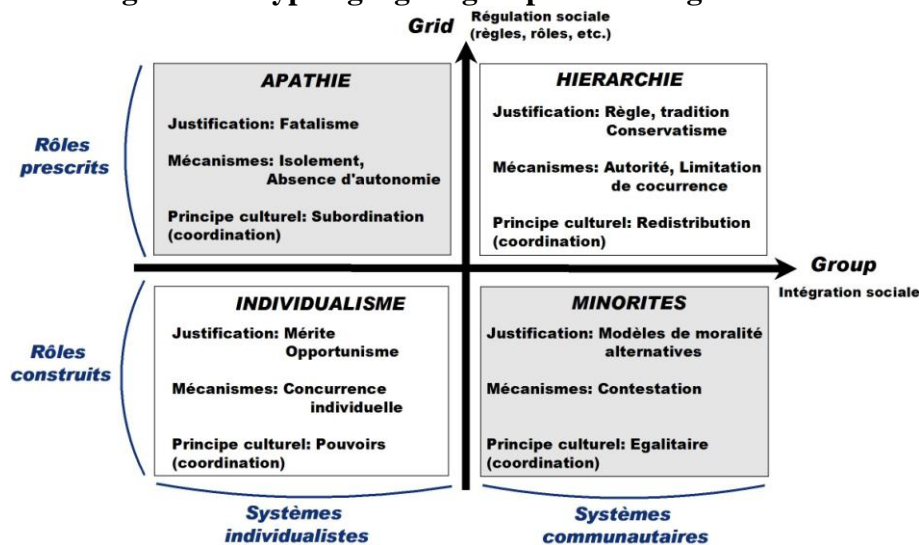 Grid
Régulation sociale
(règles, rôles, etc.)
APATHIE
Justification: Fatalisme
Mécanismes: Isolement,
Absence d'autonomie
Principe culturel: Subordination
(coordination)
HIERARCHIE
Justification: Règle, tradition
Conservatisme
Mécanismes: Autorité, Limitation
de cocurrence
Principe culturel: Redistribution
(coordination)
Rôles
prescrits
Group
Intégration sociale
INDIVIDUALISME
Justification: Mérite
Opportunisme
Mécanismes: Concurrence
individuelle
Principe culturel: Pouvoirs
(coordination)
MINORITES
Justification: Modèles de moralité
alternatives
Mécanismes: Contestation
Principe culturel: Egalitaire
(coordination)
Rôles
construits
Systèmes
individualistes
Systèmes
communautaires